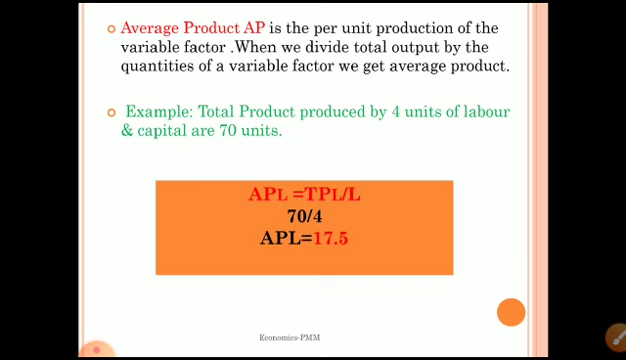 Average Product AP is the per unit production of the
variable factor .When we divide total output by the
quantities of a variable factor we get average product.
Example: Total Product produced by 4 units of labour
& capital are 70 units.
APL =TPL/L
70/4
APL=17.5
Economics-PMM